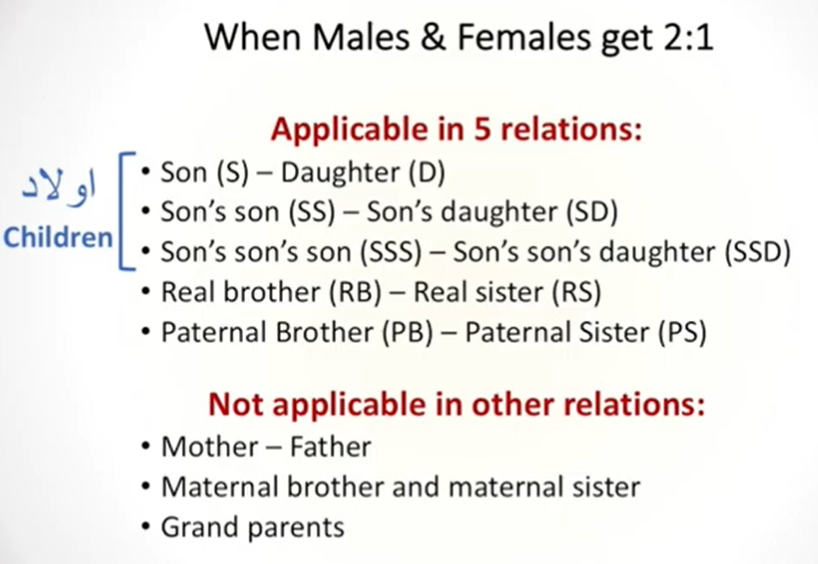 When Males & Females get 2:1
Applicable in 5 relations:
اولاد
Children
• Son (S) – Daughter (D)
• Son's son (SS) – Son's daughter (SD)
• Son's son's son (SSS) – Son's son's daughter (SSD)
• Real brother (RB) – Real sister (RS)
• Paternal Brother (PB) – Paternal Sister (PS)
Not applicable in other relations:
• Mother – Father
• Maternal brother and maternal sister
• Grand parents